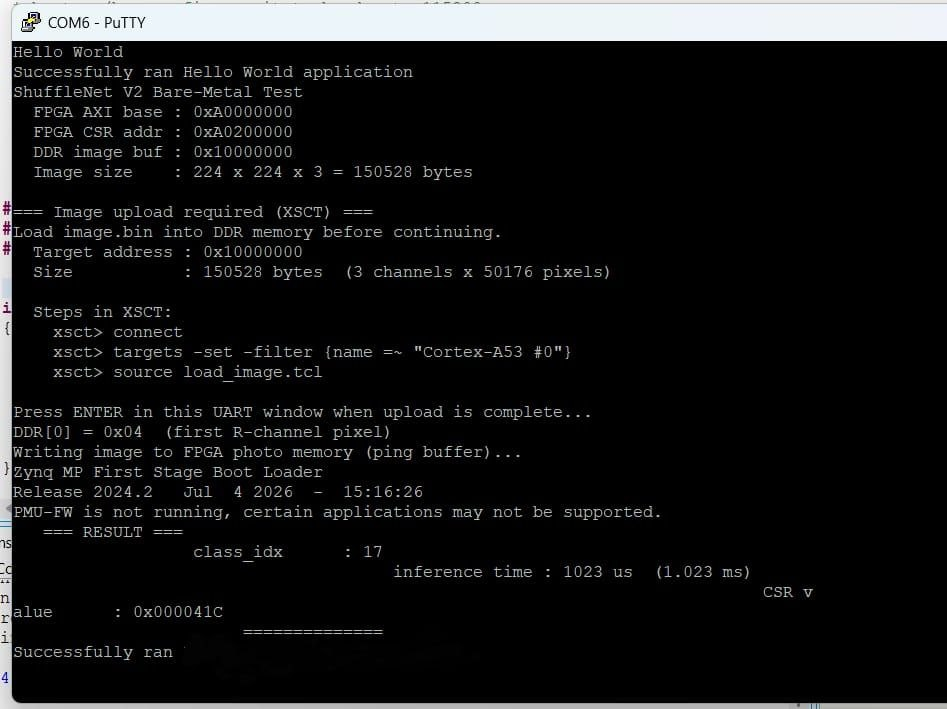 COM6 - PuTTY
Hello World
Successfully ran Hello World application
ShuffleNet V2 Bare-Metal Test
  FPGA AXI base : 0xA0000000
  FPGA CSR addr : 0xA0200000
  DDR image buf : 0x10000000
  Image size    : 224 x 224 x 3 = 150528 bytes

=== Image upload required (XSCT) ===
Load image.bin into DDR memory before continuing.
  Target address : 0x10000000
  Size           : 150528 bytes  (3 channels x 50176 pixels)

  Steps in XSCT:
    xsct> connect
    xsct> targets -set -filter {name =~ "Cortex-A53 #0"}
    xsct> source load_image.tcl

Press ENTER in this UART window when upload is complete...
DDR[0] = 0x04  (first R-channel pixel)
Writing image to FPGA photo memory (ping buffer)...
Zynq MP First Stage Boot Loader
Release 2024.2   Jul  4 2026  -  15:16:26
PMU-FW is not running, certain applications may not be supported.
   === RESULT ===
                  class_idx      : 17
                                      inference time : 1023 us  (1.023 ms)
                                                                           CSR v
alue      : 0x000041C
                       ==============
Successfully ran